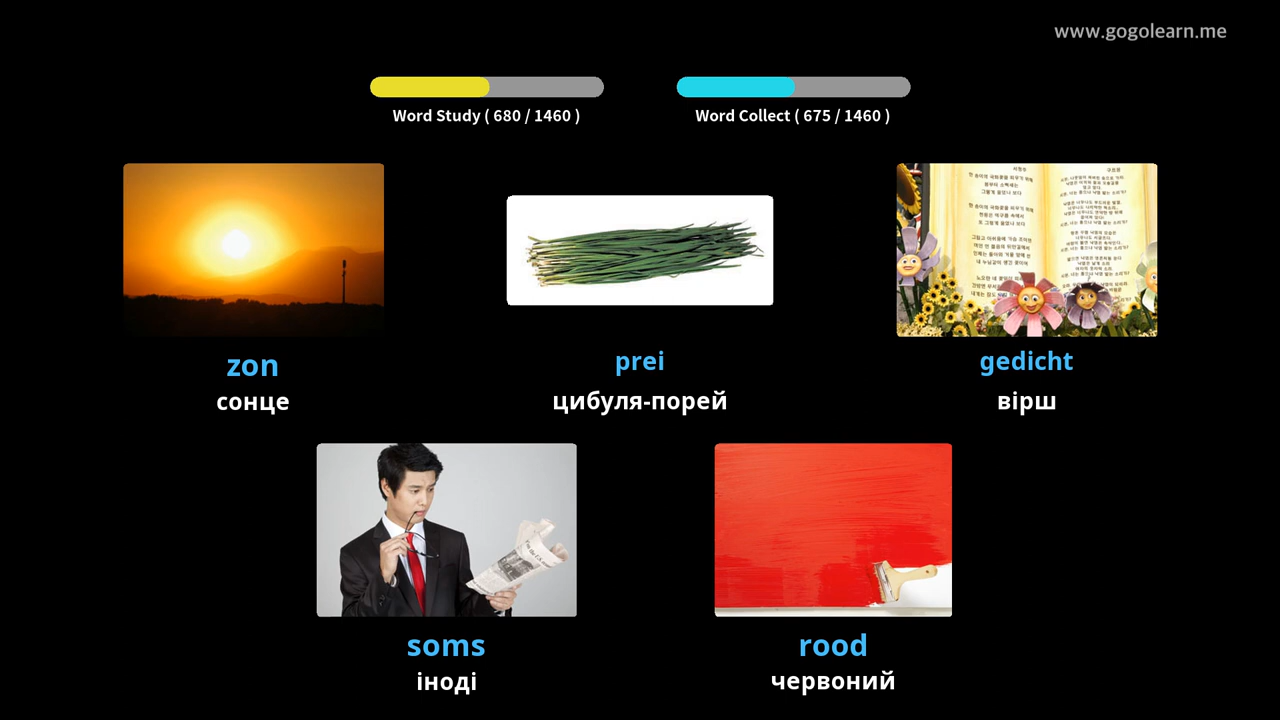 www.gogolearn.me
Word Study ( 680 / 1460 )
Word Collect ( 675 / 1460 )
zon
сонце
prei
цибуля-порей
gedicht
вірш
soms
іноді
rood
червоний